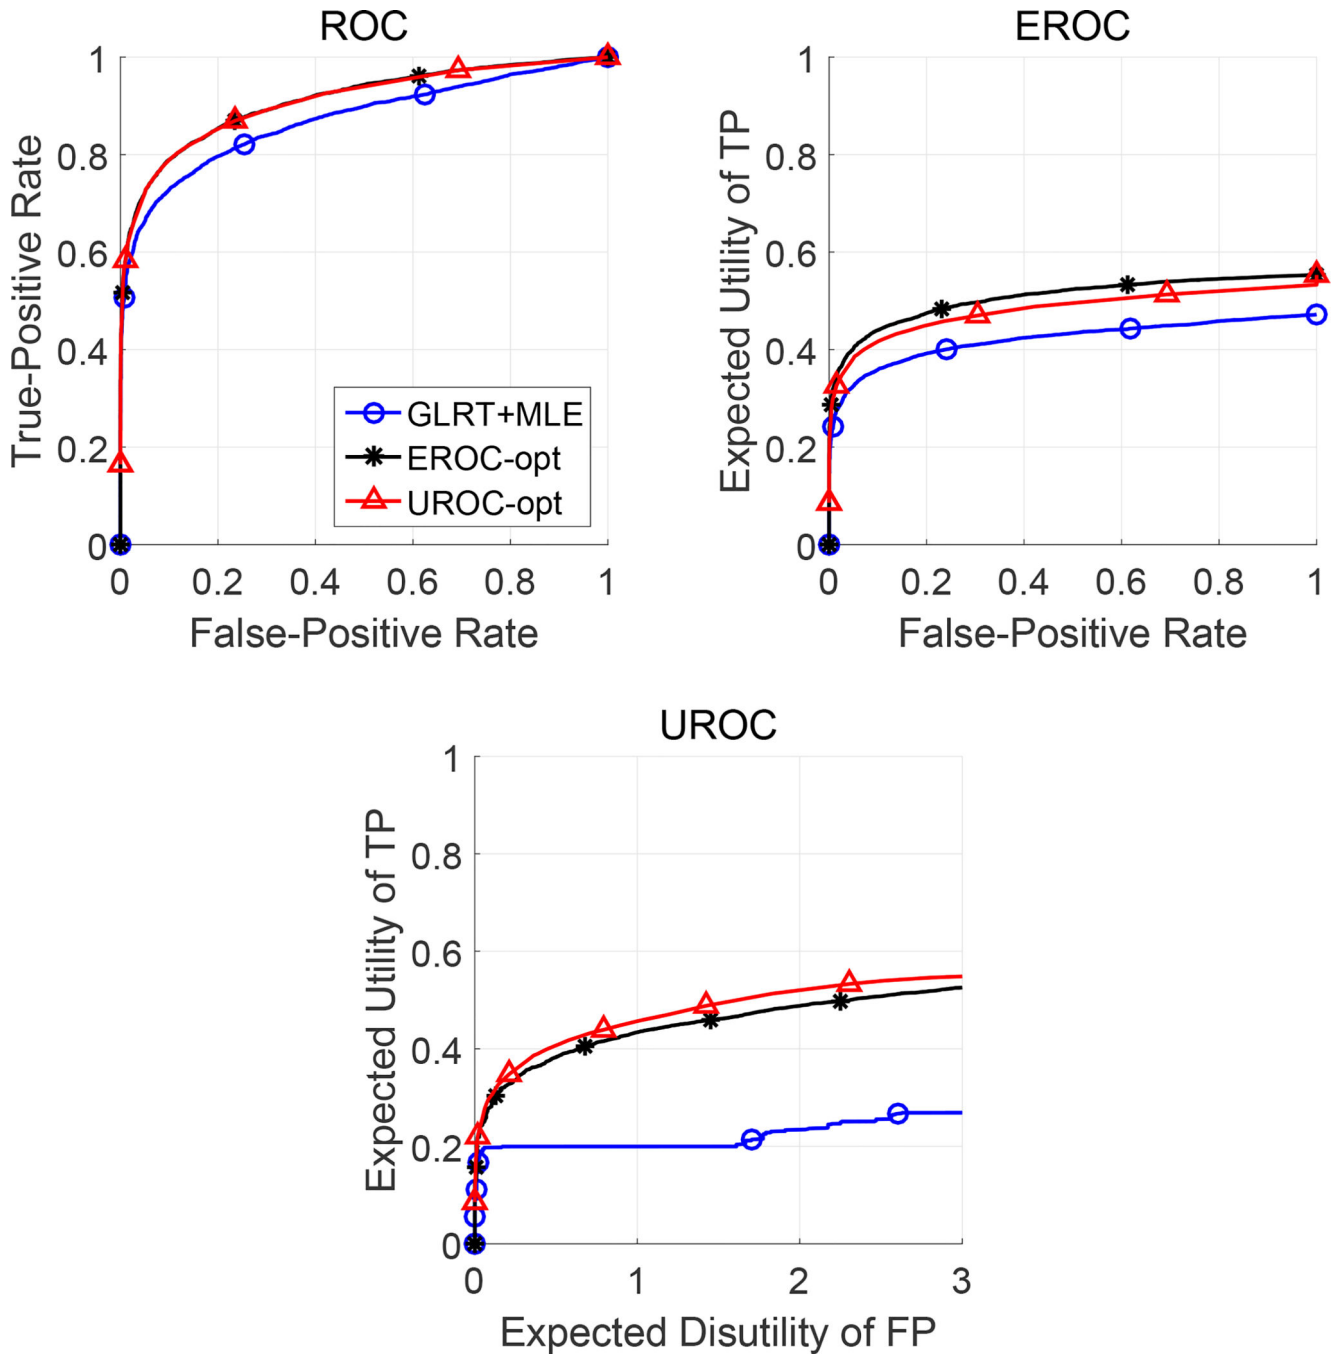 ROC
True-Positive Rate
1
0.8
0.6
0.4
0.2
0
GLRT+MLE
EROC-opt
UROC-opt
0 0.2 0.4 0.6 0.8 1
False-Positive Rate
EROC
Expected Utility of TP
1
0.8
0.6
0.4
0.2
0
0 0.2 0.4 0.6 0.8 1
False-Positive Rate
UROC
Expected Utility of TP
1
0.8
0.6
0.4
0.2
0
0 1 2 3
Expected Disutility of FP